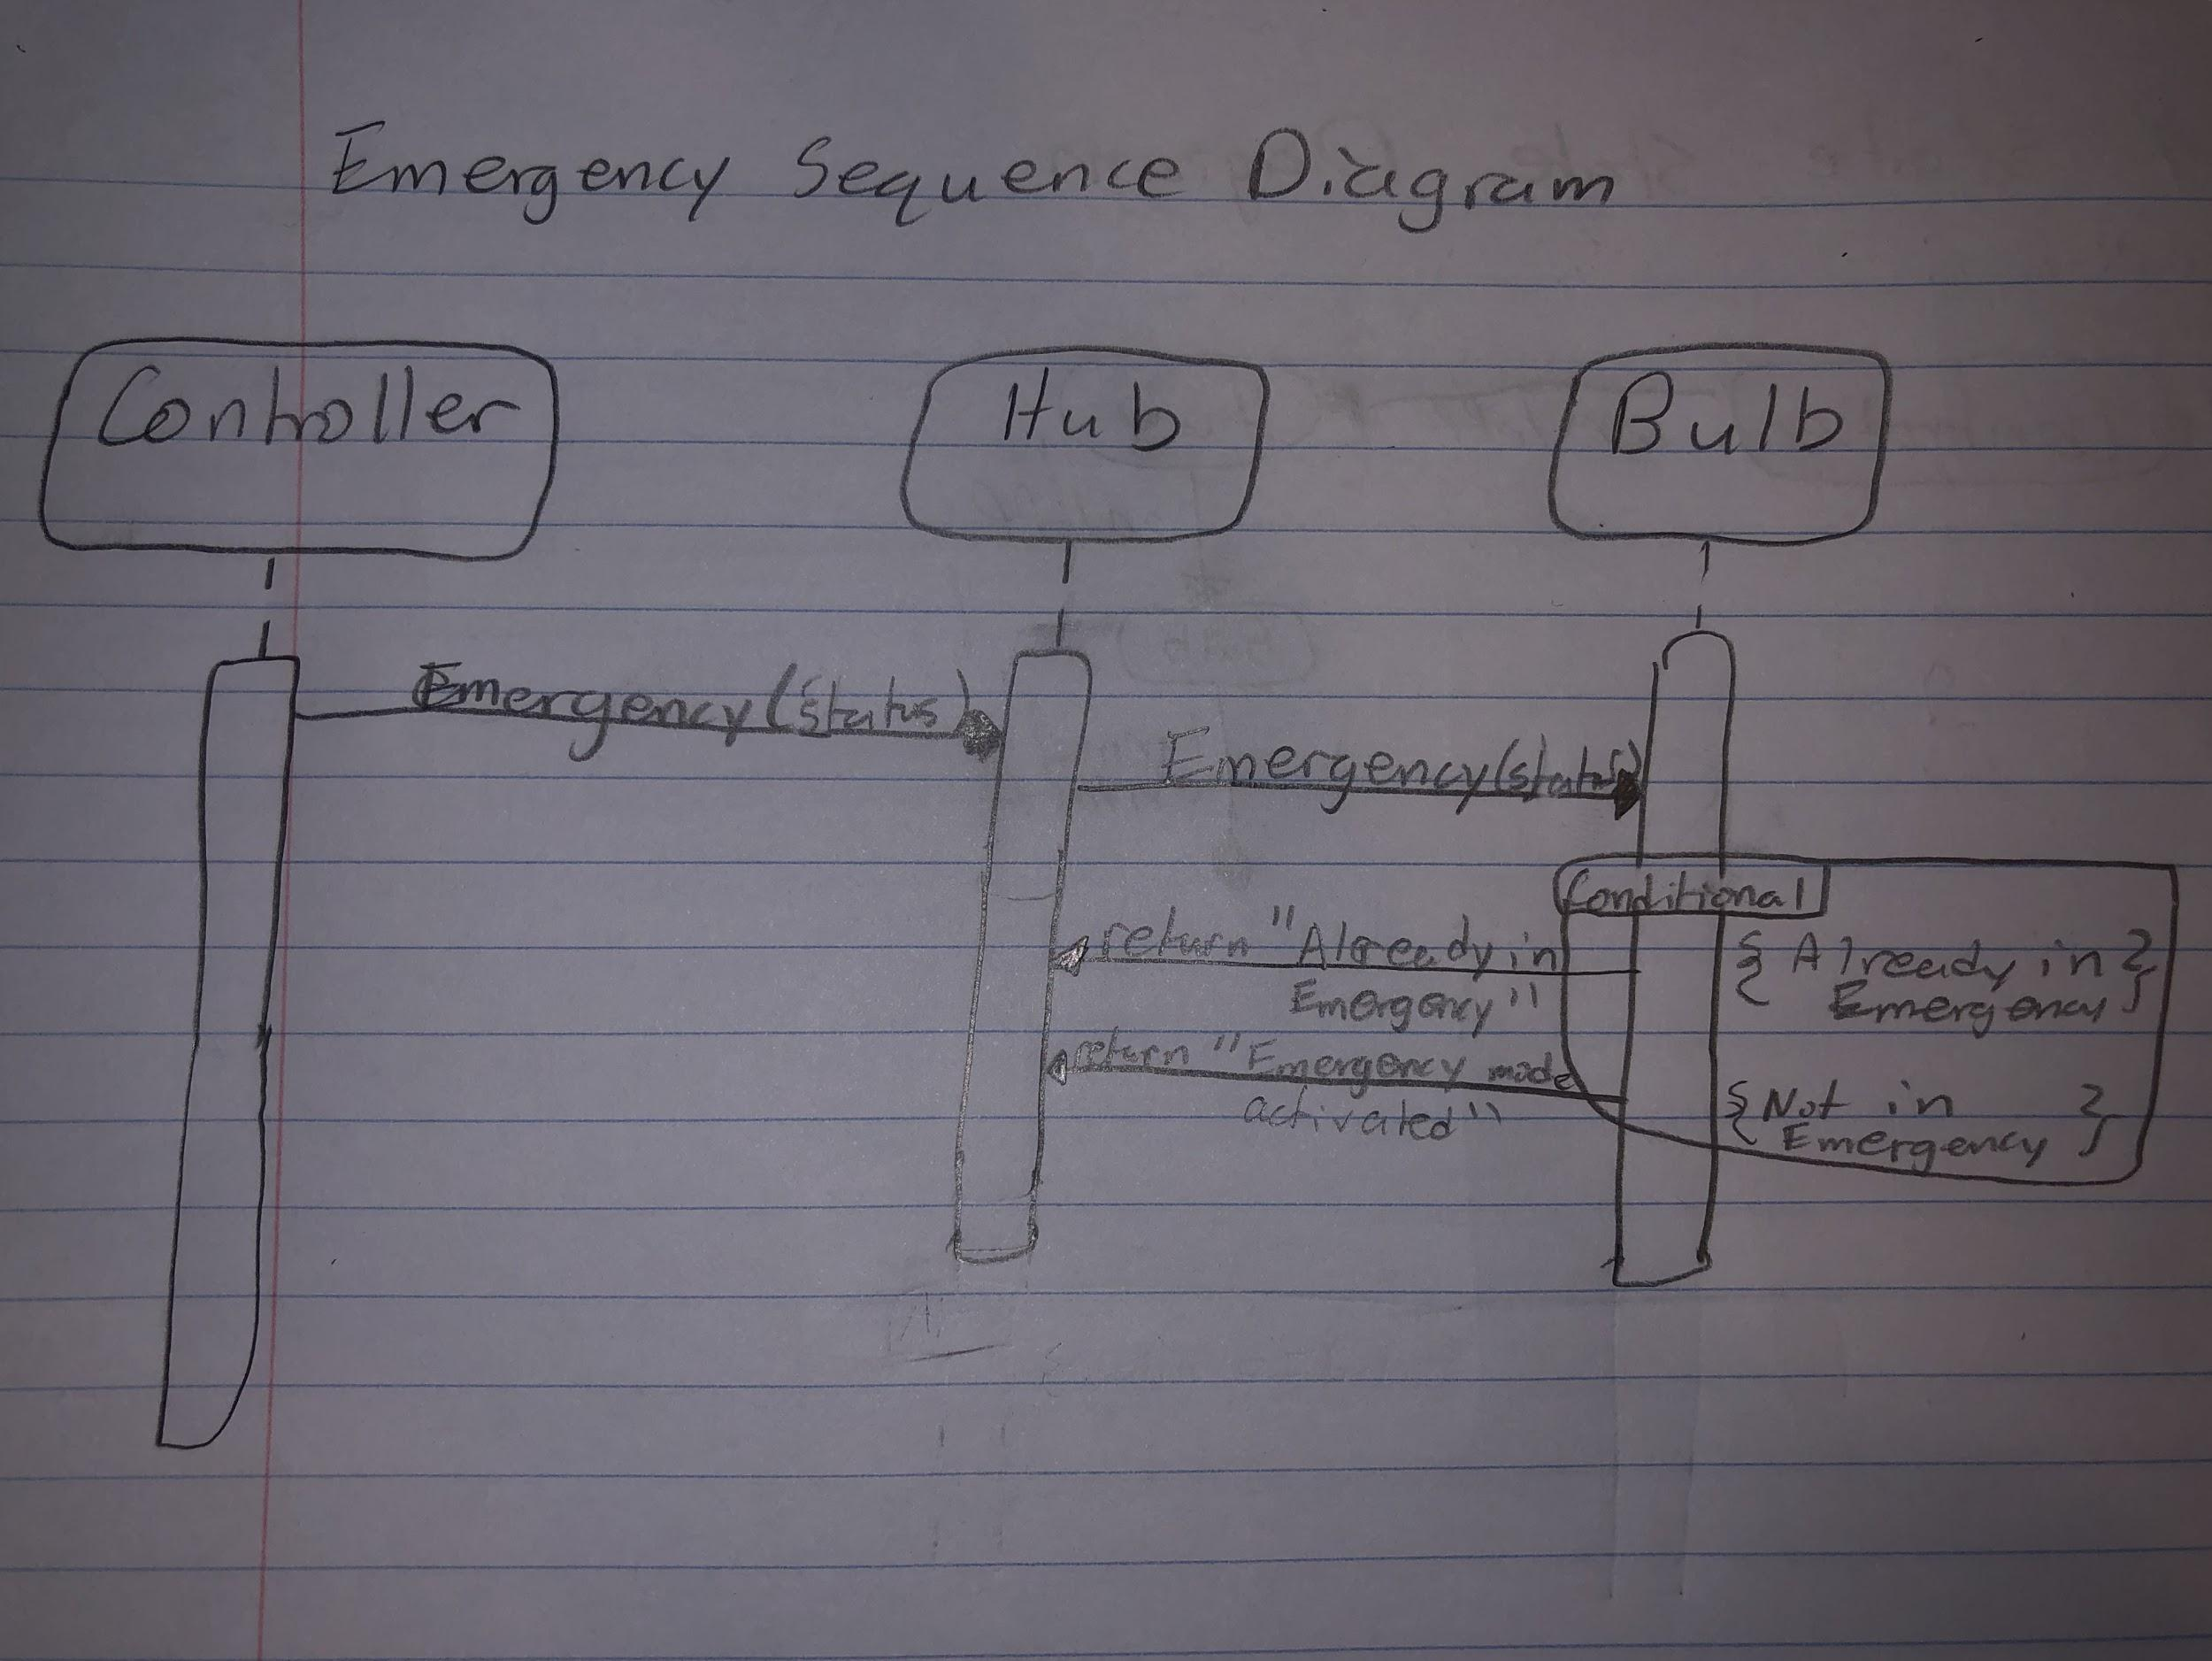 Emergency Sequence Diagram
Controller
Hub
Bulb
Emergency(Status)
Emergency(status)
Conditional
return "Already in
Emergency"
{ Already in }
Emergency
return "Emergency mode
activated"
{ Not in }
Emergency